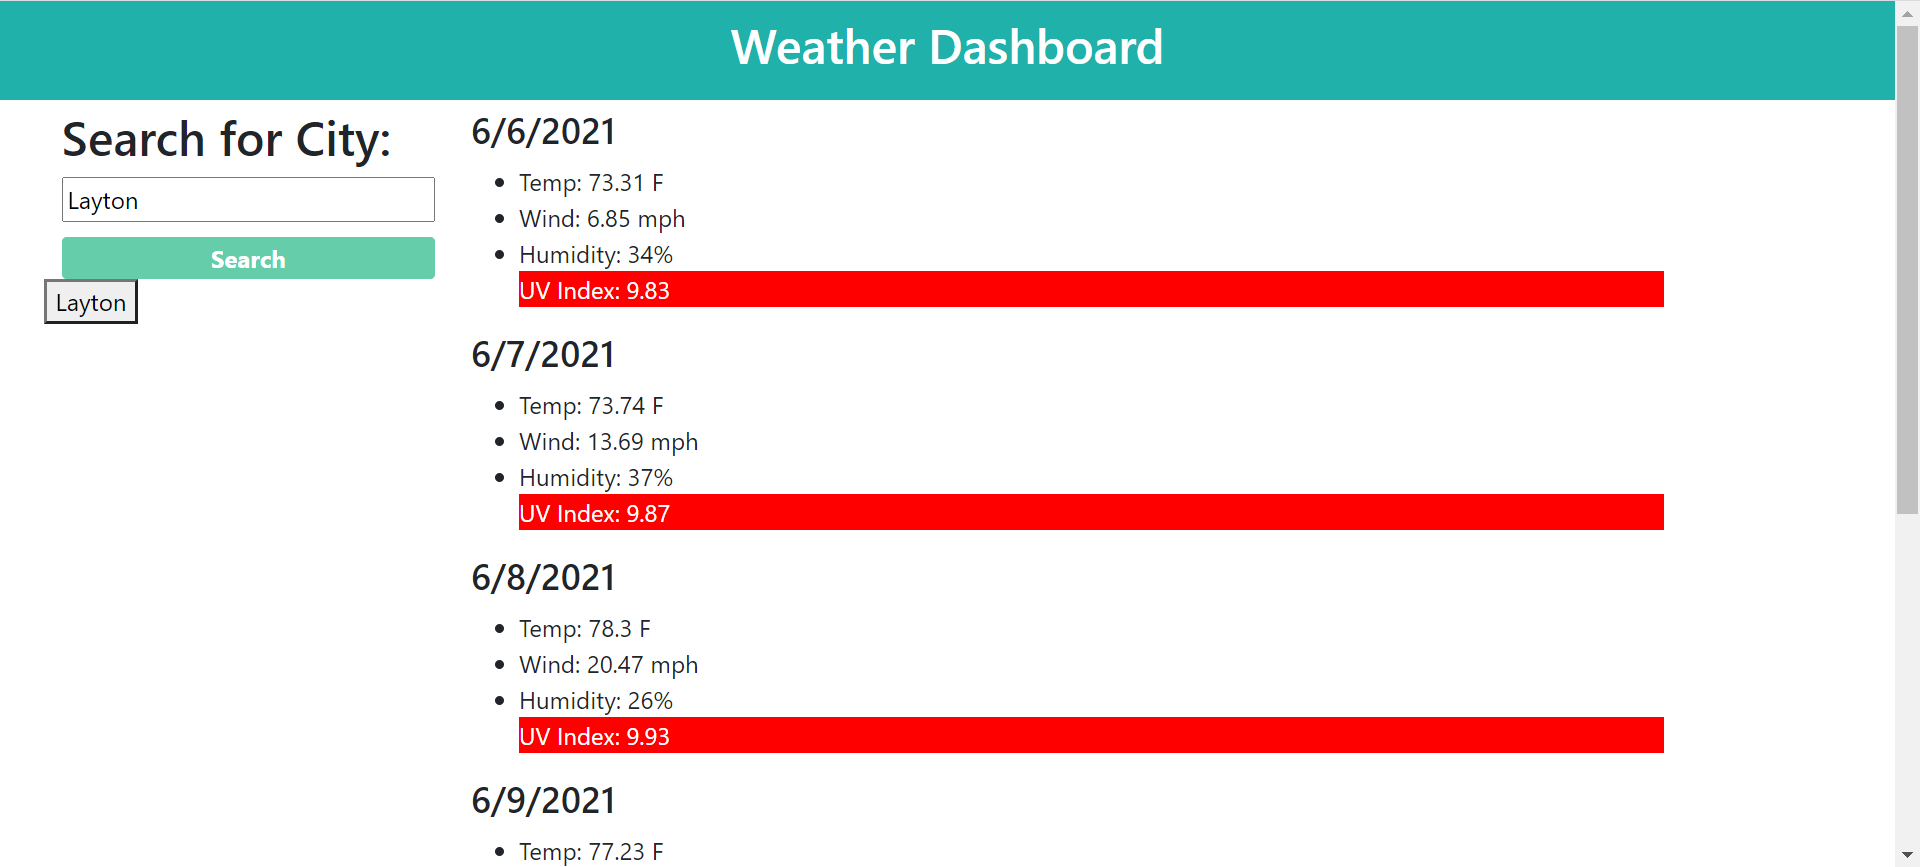 Weather Dashboard
Search for City:
Layton
Search
Layton
6/6/2021
Temp: 73.31 F
Wind: 6.85 mph
Humidity: 34%
UV Index: 9.83
6/7/2021
Temp: 73.74 F
Wind: 13.69 mph
Humidity: 37%
UV Index: 9.87
6/8/2021
Temp: 78.3 F
Wind: 20.47 mph
Humidity: 26%
UV Index: 9.93
6/9/2021
Temp: 77.23 F